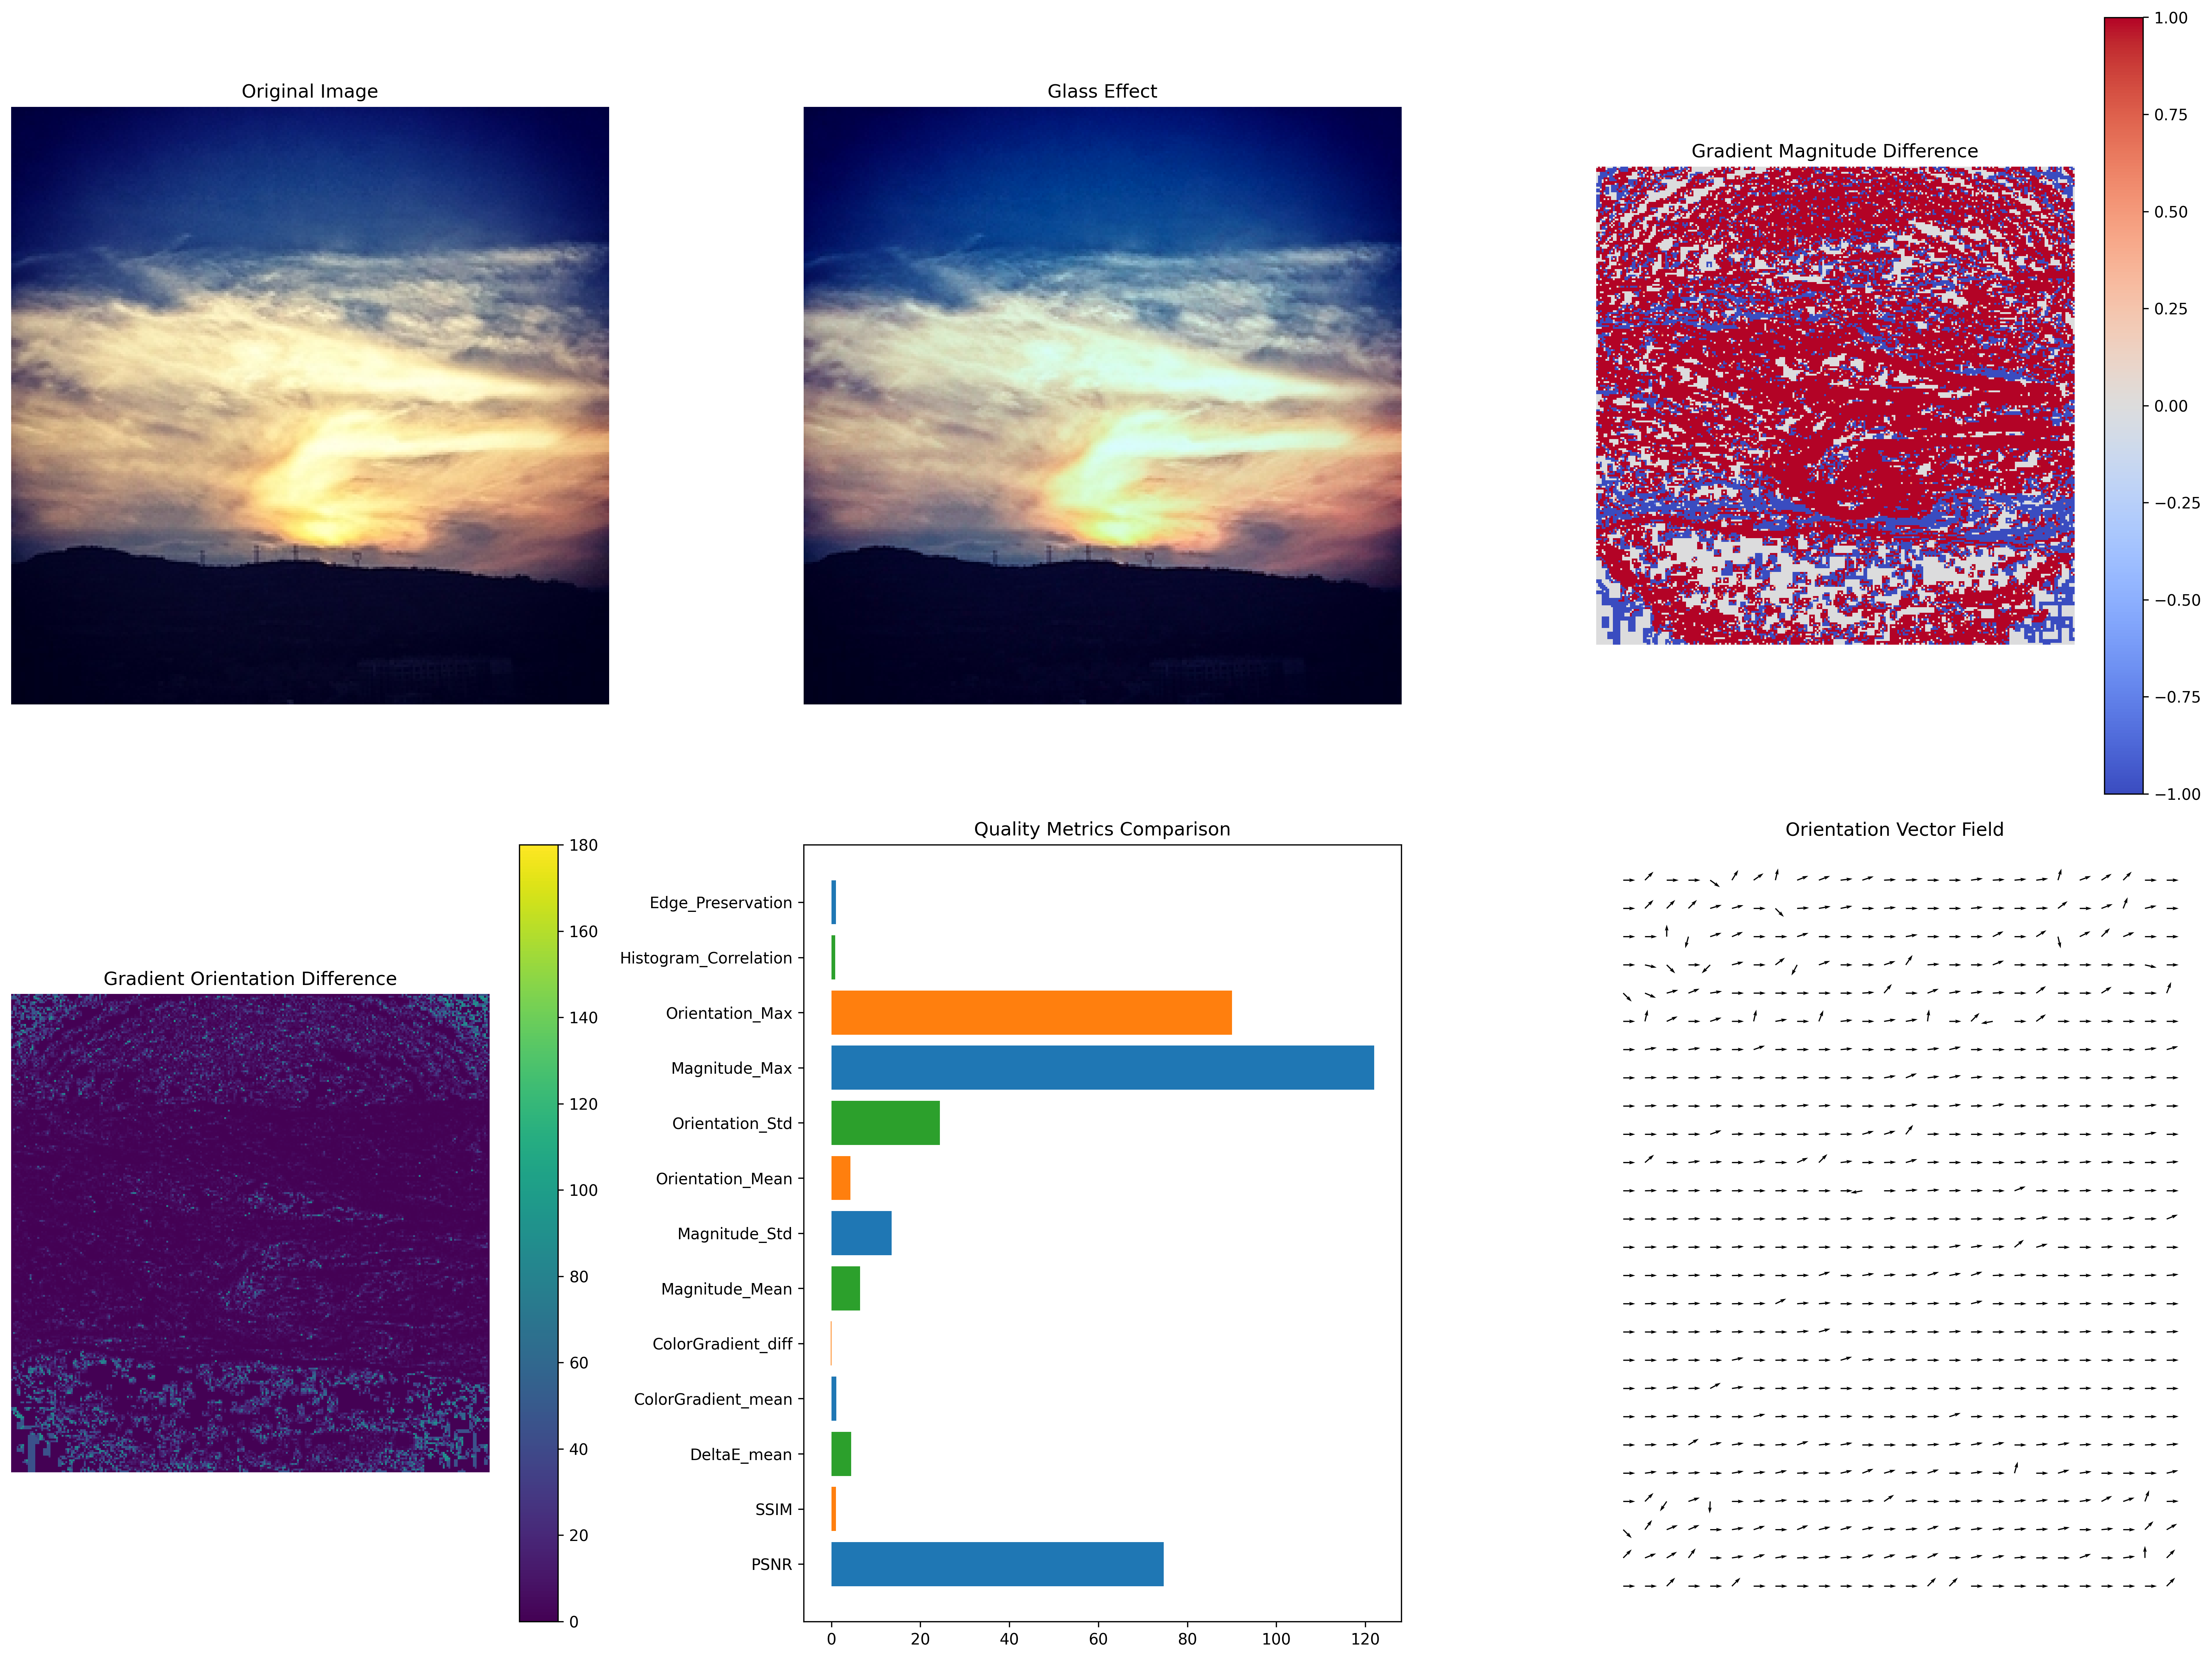 Original Image
Glass Effect
Gradient Magnitude Difference
1.00
0.75
0.50
0.25
0.00
−0.25
−0.50
−0.75
−1.00
Gradient Orientation Difference
180
160
140
120
100
80
60
40
20
0
Quality Metrics Comparison
Edge_Preservation
Histogram_Correlation
Orientation_Max
Magnitude_Max
Orientation_Std
Orientation_Mean
Magnitude_Std
Magnitude_Mean
ColorGradient_diff
ColorGradient_mean
DeltaE_mean
SSIM
PSNR
0 20 40 60 80 100 120
Orientation Vector Field